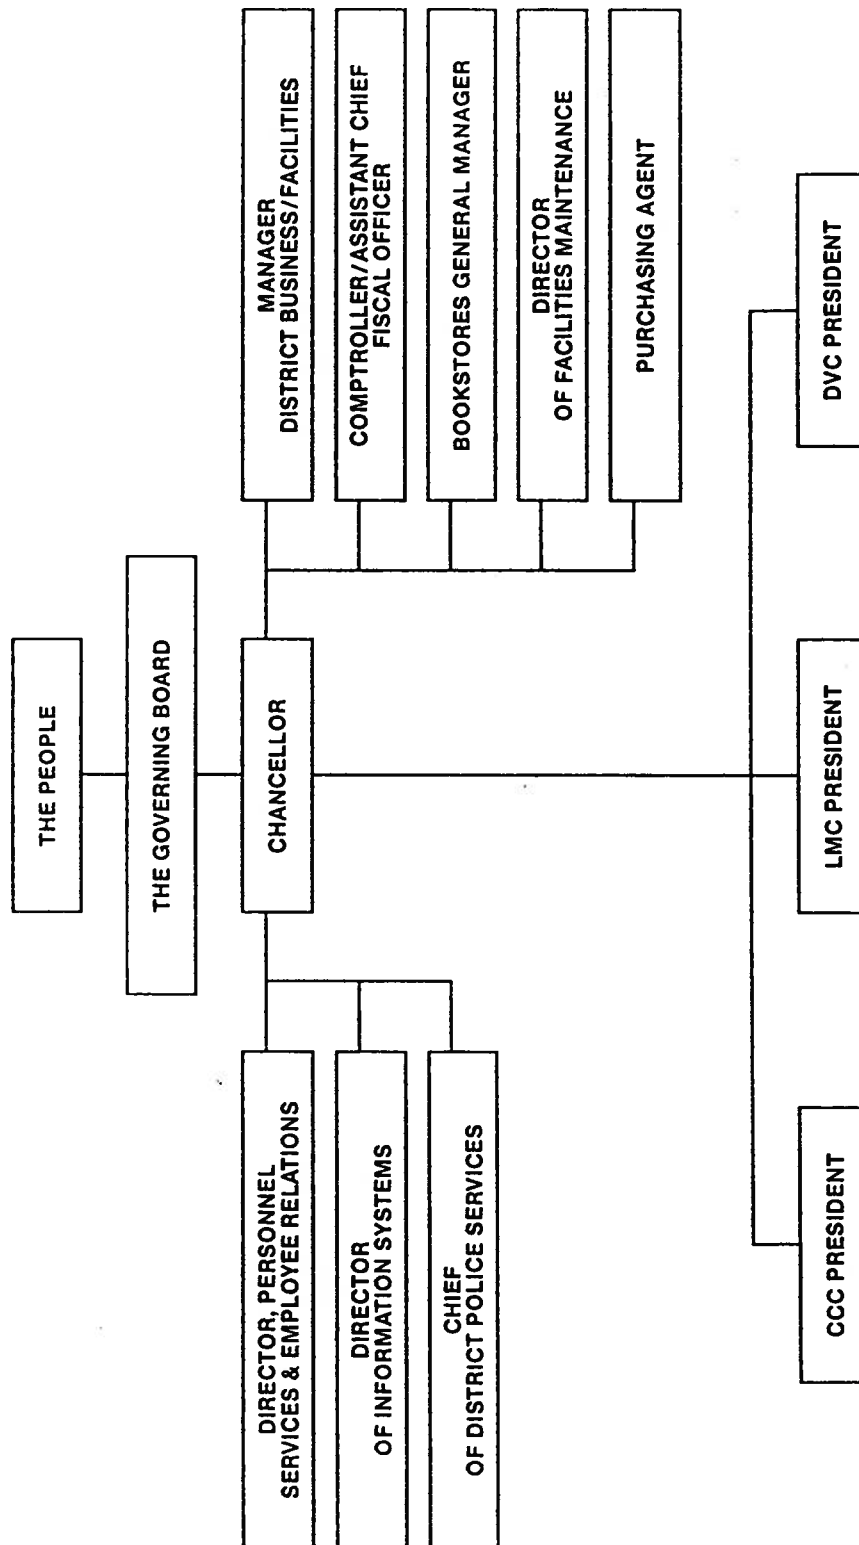 THE PEOPLE
THE GOVERNING BOARD
CHANCELLOR
DIRECTOR, PERSONNEL
SERVICES & EMPLOYEE RELATIONS
DIRECTOR
OF INFORMATION SYSTEMS
CHIEF
OF DISTRICT POLICE SERVICES
MANAGER
DISTRICT BUSINESS/FACILITIES
COMPTROLLER/ASSISTANT CHIEF
FISCAL OFFICER
BOOKSTORES GENERAL MANAGER
DIRECTOR
OF FACILITIES MAINTENANCE
PURCHASING AGENT
CCC PRESIDENT
LMC PRESIDENT
DVC PRESIDENT